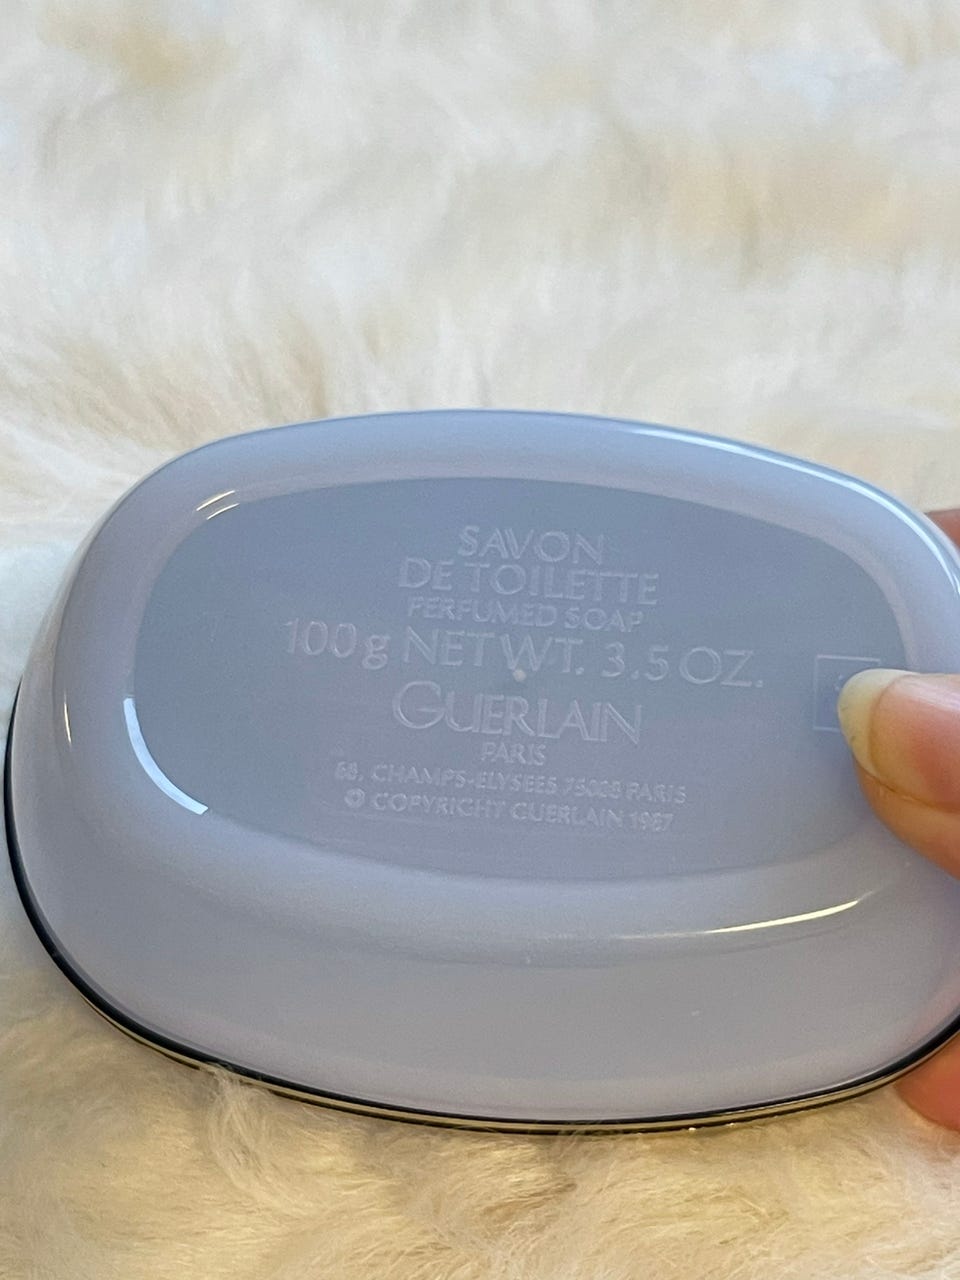 SAVON
DE TOILETTE
PERFUMED SOAP
100g NET WT. 3.5 OZ.
GUERLAIN
PARIS
68, CHAMPS-ELYSEES 75008 PARIS
© COPYRIGHT GUERLAIN 1987